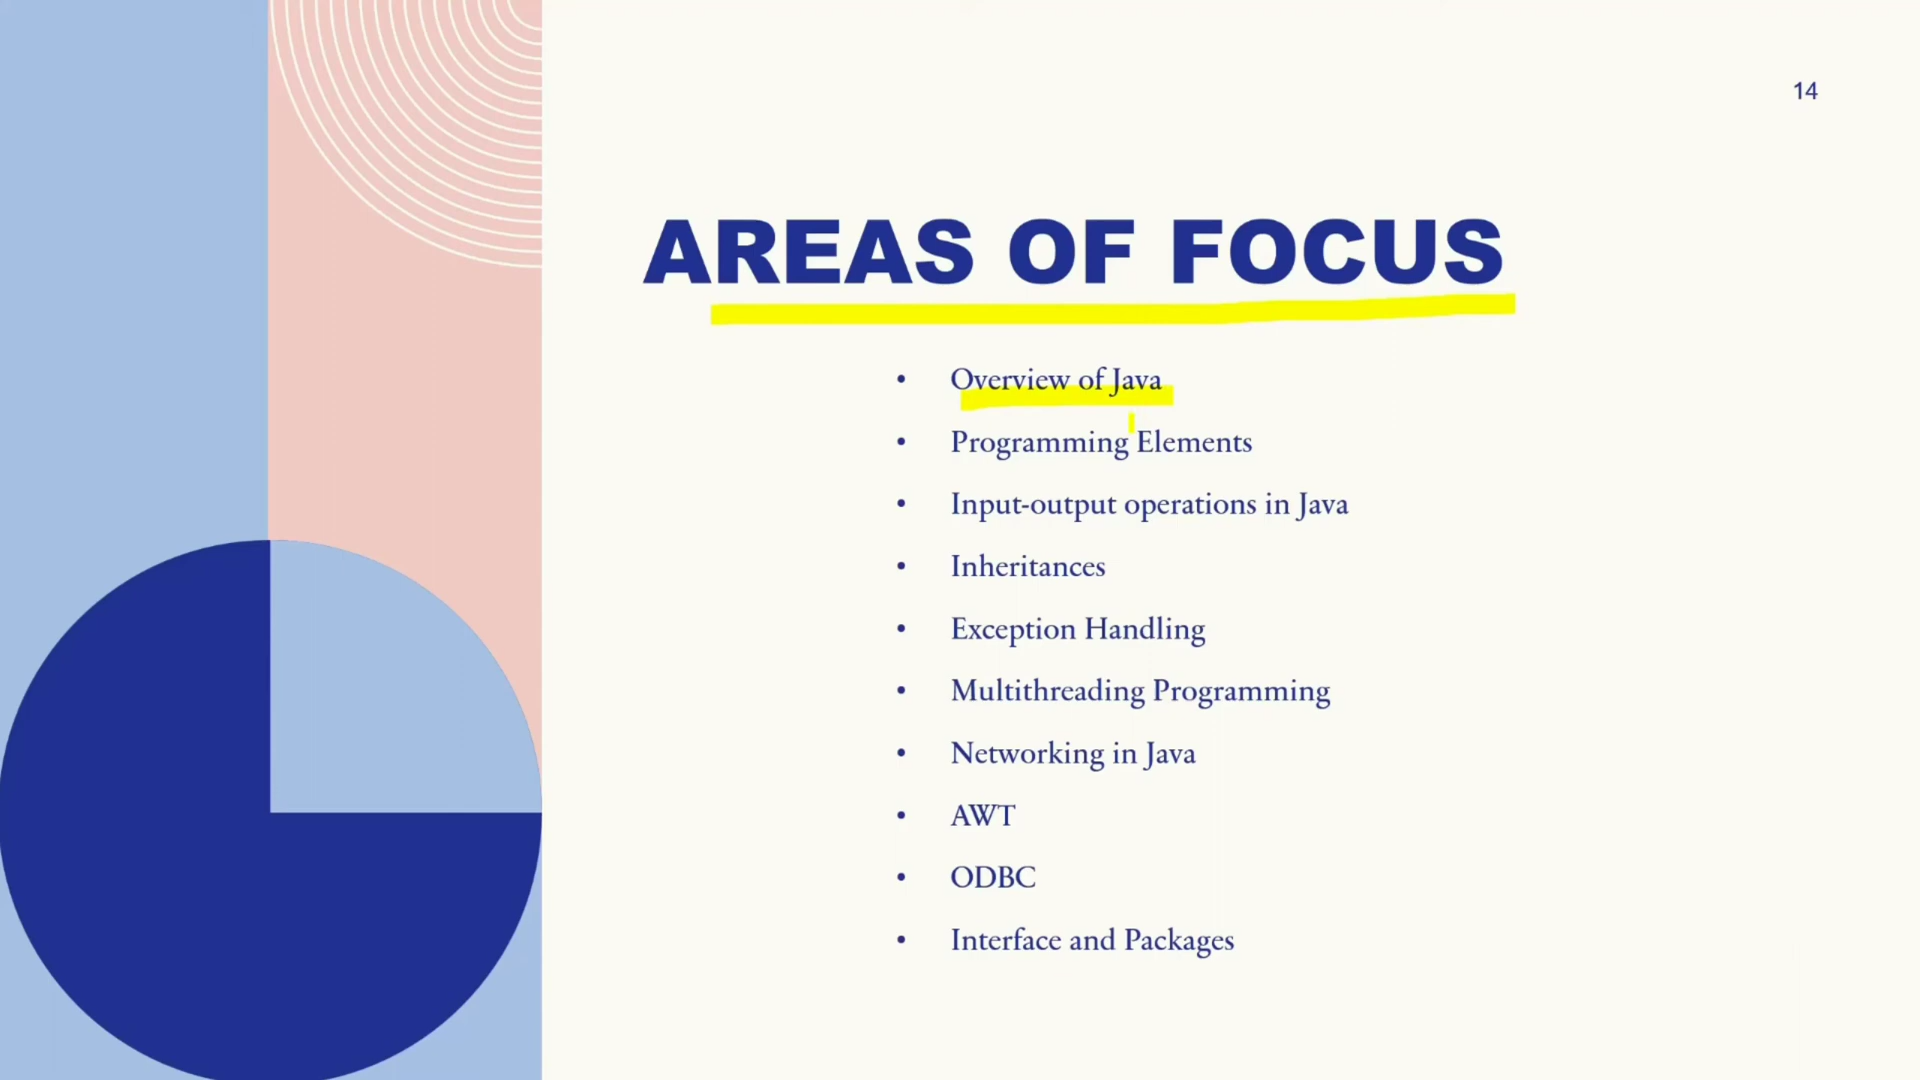 14
AREAS OF FOCUS
• Overview of Java
• Programming Elements
• Input-output operations in Java
• Inheritances
• Exception Handling
• Multithreading Programming
• Networking in Java
• AWT
• ODBC
• Interface and Packages